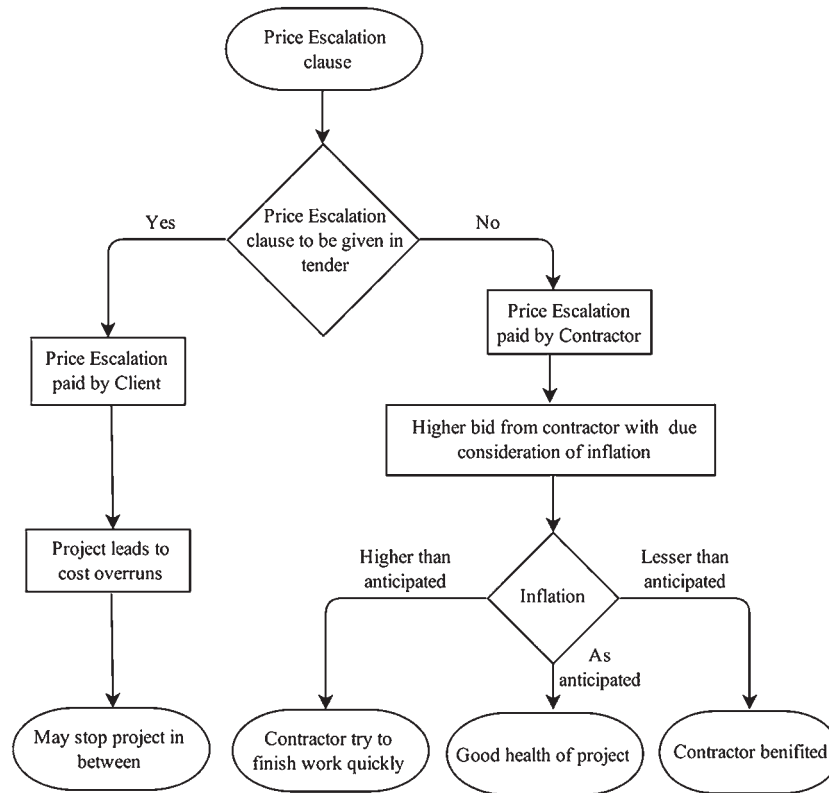 Price Escalation
clause
Yes
Price Escalation
clause to be given in
tender
No
Price Escalation
paid by Client
Price Escalation
paid by Contractor
Higher bid from contractor with due
consideration of inflation
Project leads to
cost overruns
Higher than
anticipated
Inflation
Lesser than
anticipated
As
anticipated
May stop project in
between
Contractor try to
finish work quickly
Good health of project
Contractor benifited